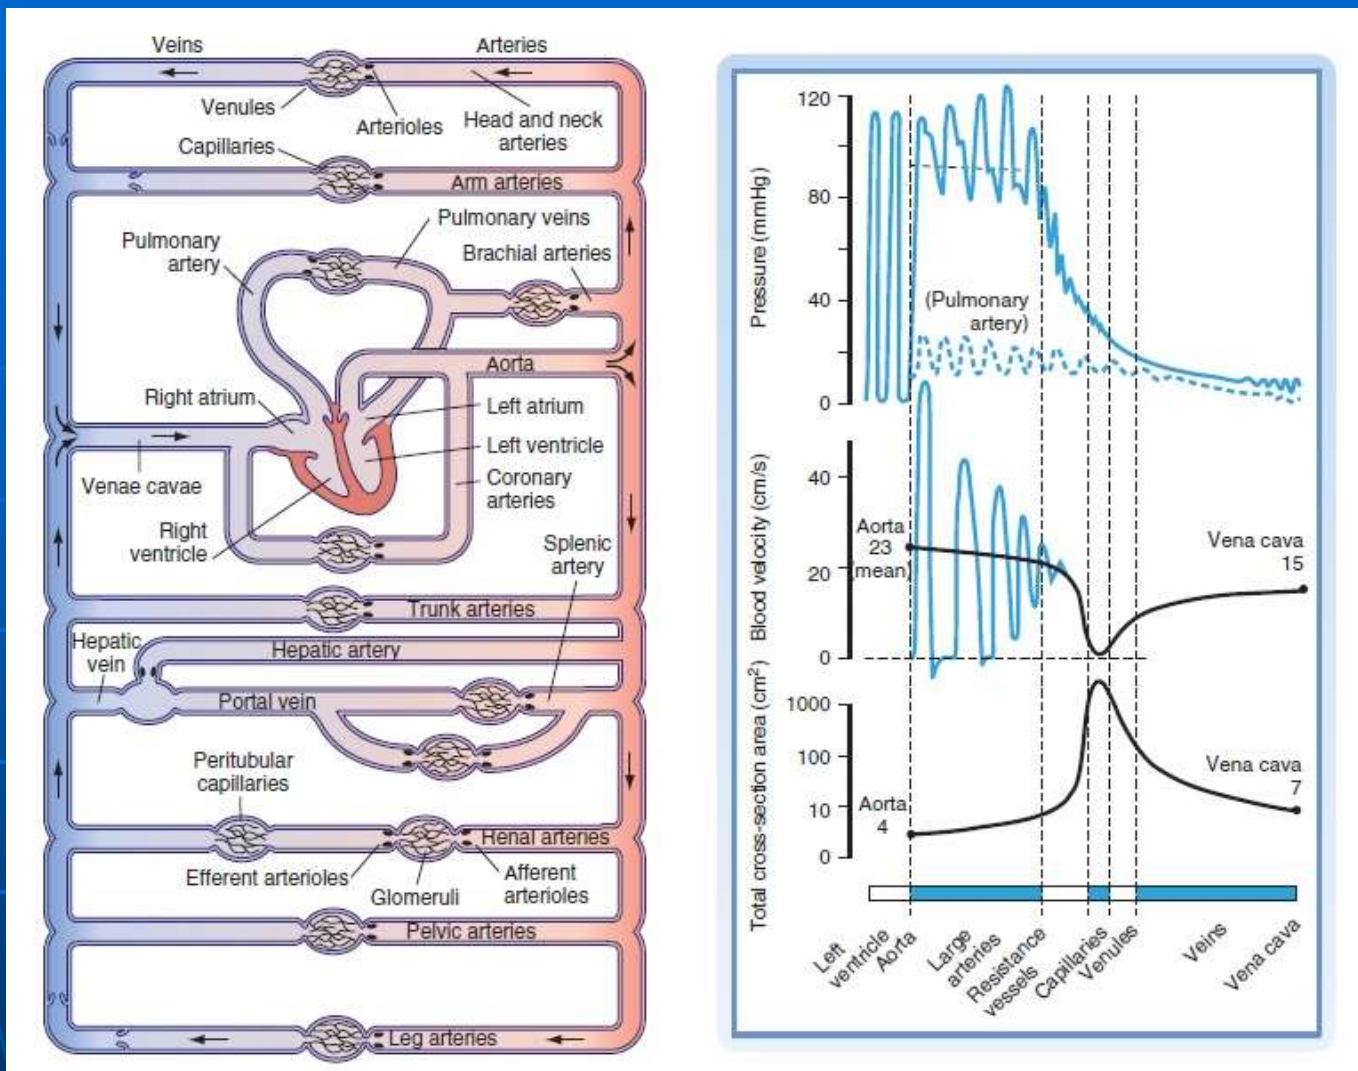 Veins
Arteries
Venules
Arterioles
Head and neck
arteries
Capillaries
Arm arteries
Pulmonary
artery
Pulmonary veins
Brachial arteries
Aorta
Right atrium
Left atrium
Left ventricle
Venae cavae
Coronary
arteries
Right
ventricle
Splenic
artery
Trunk arteries
Hepatic
vein
Hepatic artery
Portal vein
Peritubular
capillaries
Renal arteries
Efferent arterioles
Glomeruli
Afferent
arterioles
Pelvic arteries
Leg arteries
Pressure (mmHg)
120
80
40
0
(Pulmonary
artery)
Blood velocity (cm/s)
40
20
0
Aorta
23
(mean)
Vena cava
15
Total cross-section area (cm²)
1000
100
10
0
Aorta
4
Vena cava
7
Left
ventricle
Aorta
Large
arteries
Resistance
vessels
Capillaries
Venules
Veins
Vena cava